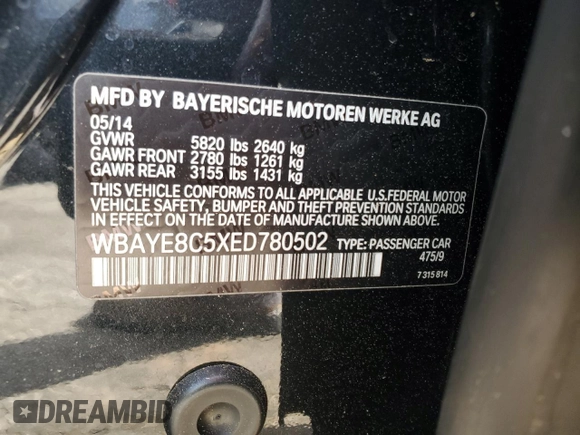 MFD BY BAYERISCHE MOTOREN WERKE AG
05/14
GVWR 5820 lbs 2640 kg
GAWR FRONT 2780 lbs 1261 kg
GAWR REAR 3155 lbs 1431 kg
THIS VEHICLE CONFORMS TO ALL APPLICABLE U.S.FEDERAL MOTOR
VEHICLE SAFETY, BUMPER AND THEFT PREVENTION STANDARDS
IN EFFECT ON THE DATE OF MANUFACTURE SHOWN ABOVE.
WBAYE8C5XED780502 TYPE: PASSENGER CAR
475/9
7 315 814
DREAMBID